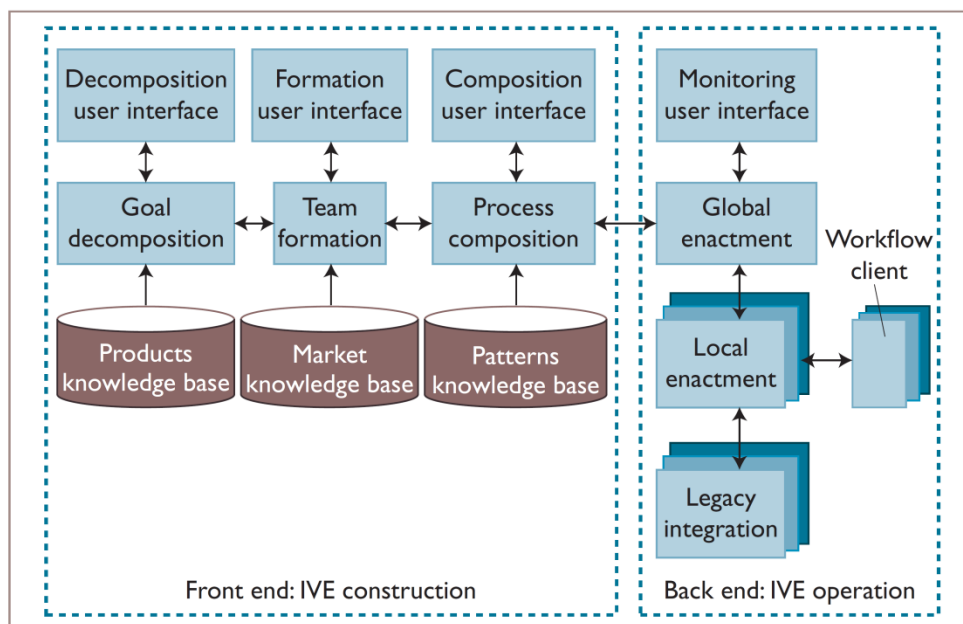 Decomposition
user interface
Formation
user interface
Composition
user interface
Monitoring
user interface
Goal
decomposition
Team
formation
Process
composition
Global
enactment
Workflow
client
Products
knowledge base
Market
knowledge base
Patterns
knowledge base
Local
enactment
Legacy
integration
Front end: IVE construction
Back end: IVE operation